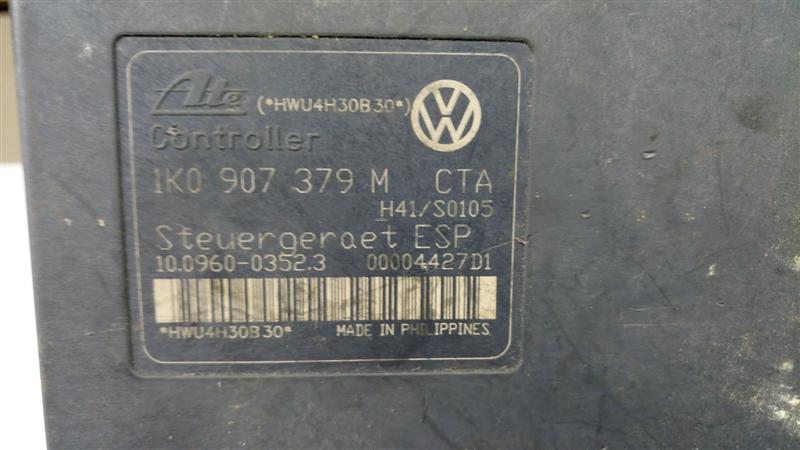 Ate (*HWU4H30B30*) VW
Controller
1K0 907 379 M CTA
H41/S0105
Steuergeraet ESP
10.0960-0352.3 00004427D1
*HWU4H30B30* MADE IN PHILIPPINES.